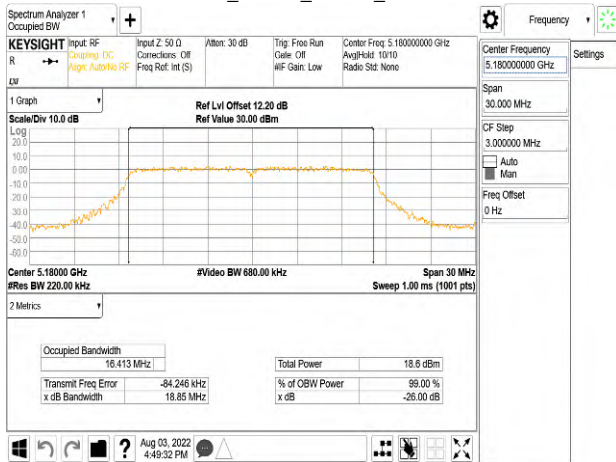 Spectrum Analyzer 1
Occupied BW
Frequency
KEYSIGHT
Input: RF
Coupling: DC
Align: Auto/No RF
Input Z: 50 Ω
Corrections: Off
Freq Ref: Int (S)
Atten: 30 dB
Trig: Free Run
Gate: Off
#IF Gain: Low
Center Freq: 5.180000000 GHz
Avg|Hold: 10/10
Radio Std: None
R
LXI
Center Frequency
5.180000000 GHz
Settings
Span
30.000 MHz
CF Step
3.000000 MHz
Auto
Man
Freq Offset
0 Hz
1 Graph
Scale/Div 10.0 dB
Ref Lvl Offset 12.20 dB
Ref Value 30.00 dBm
Log
20.0
10.0
0.00
-10.0
-20.0
-30.0
-40.0
-50.0
-60.0
Center 5.18000 GHz
#Video BW 680.00 kHz
Span 30 MHz
#Res BW 220.00 kHz
Sweep 1.00 ms (1001 pts)
2 Metrics
Occupied Bandwidth
16.413 MHz
Total Power 18.6 dBm
Transmit Freq Error -84.246 kHz
% of OBW Power 99.00 %
x dB Bandwidth 18.85 MHz
x dB -26.00 dB
?
Aug 03, 2022
4:49:32 PM